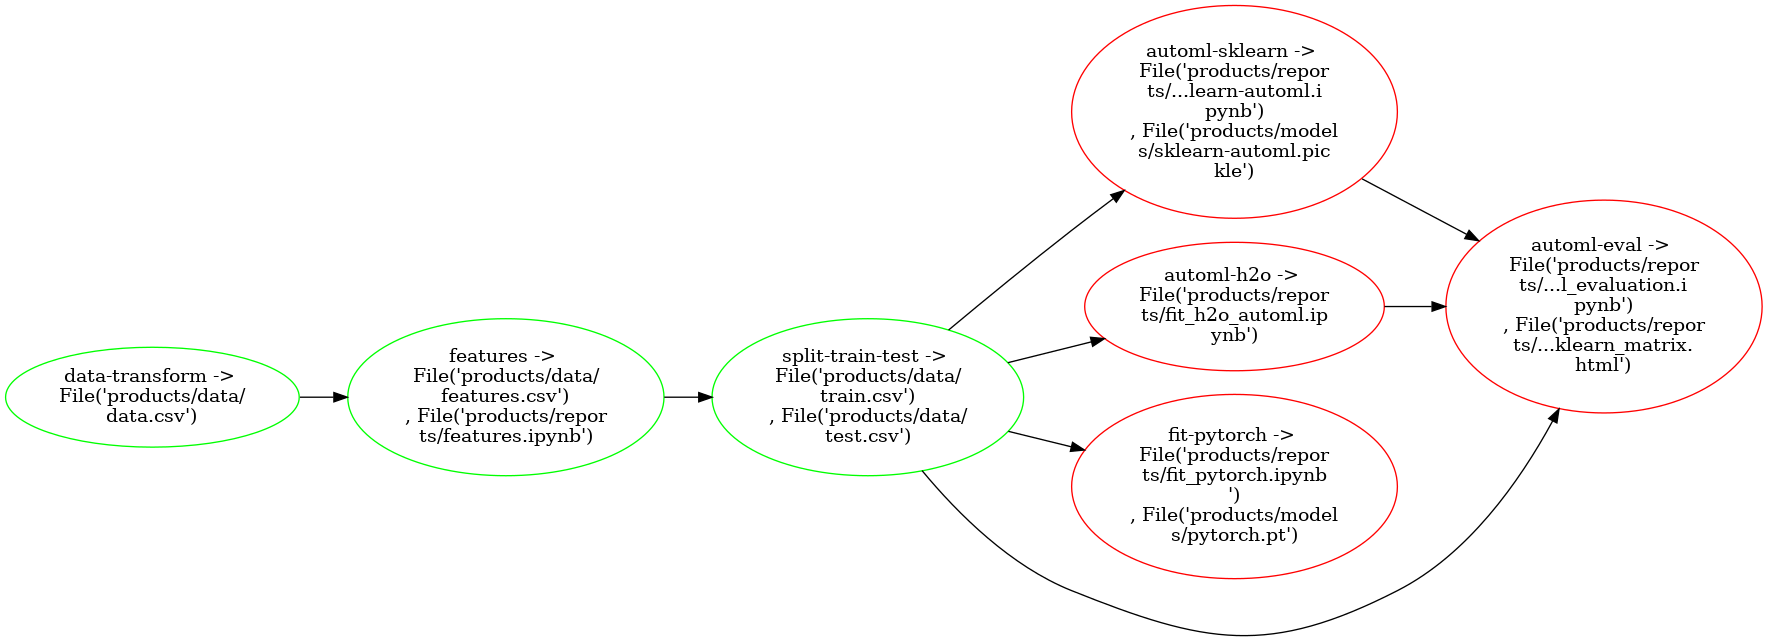 data-transform ->
File('products/data/
data.csv')
features ->
File('products/data/
features.csv')
, File('products/repor
ts/features.ipynb')
split-train-test ->
File('products/data/
train.csv')
, File('products/data/
test.csv')
automl-sklearn ->
File('products/repor
ts/...learn-automl.i
pynb')
, File('products/model
s/sklearn-automl.pic
kle')
automl-h2o ->
File('products/repor
ts/fit_h2o_automl.ip
ynb')
fit-pytorch ->
File('products/repor
ts/fit_pytorch.ipynb
')
, File('products/model
s/pytorch.pt')
automl-eval ->
File('products/repor
ts/...l_evaluation.i
pynb')
, File('products/repor
ts/...klearn_matrix.
html')